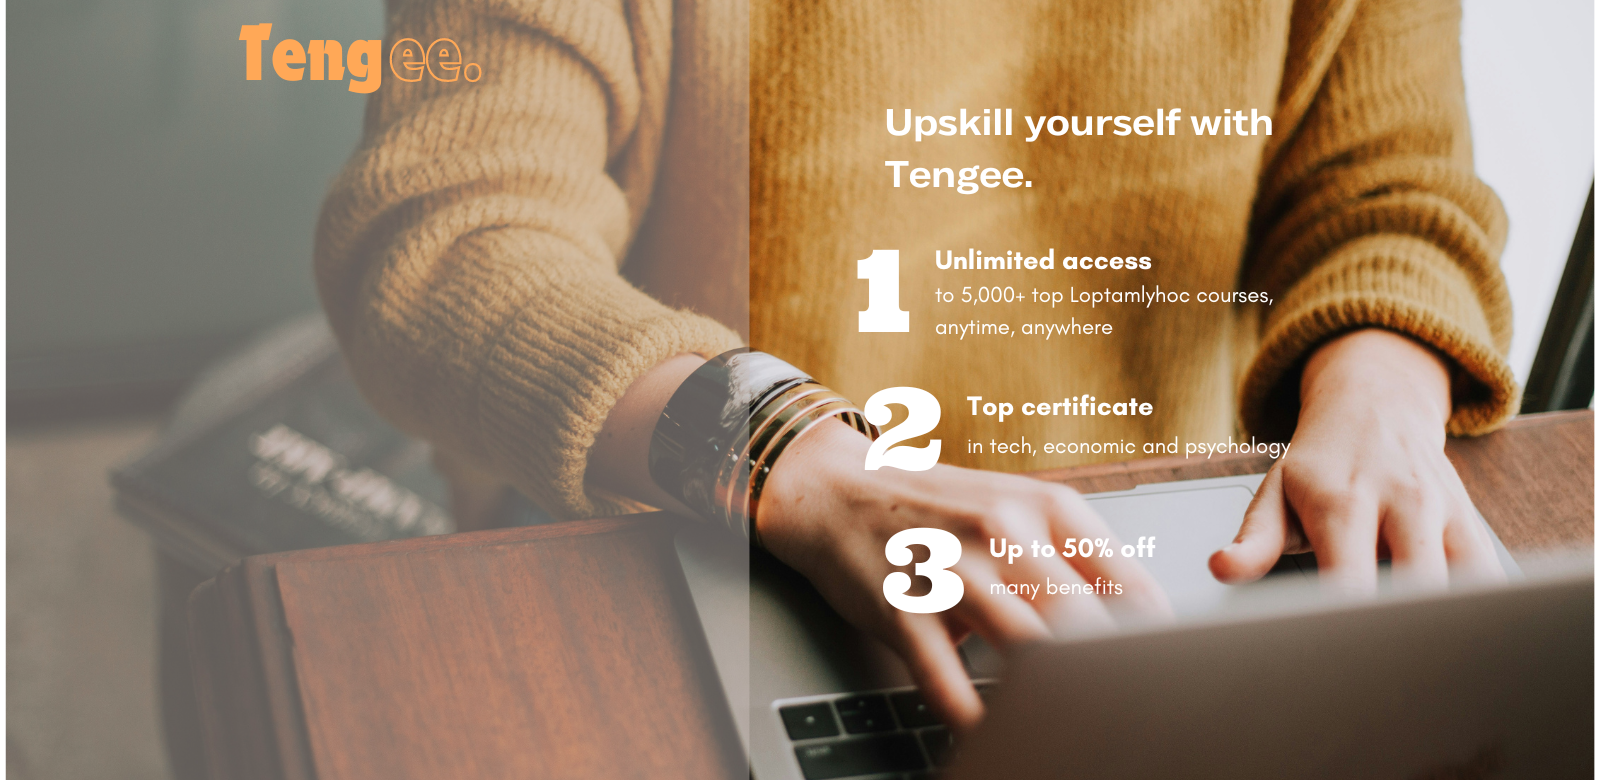 Tengee.
Upskill yourself with
Tengee.
1
Unlimited access
to 5,000+ top Loptamlyhoc courses,
anytime, anywhere
2
Top certificate
in tech, economic and psychology
3
Up to 50% off
many benefits